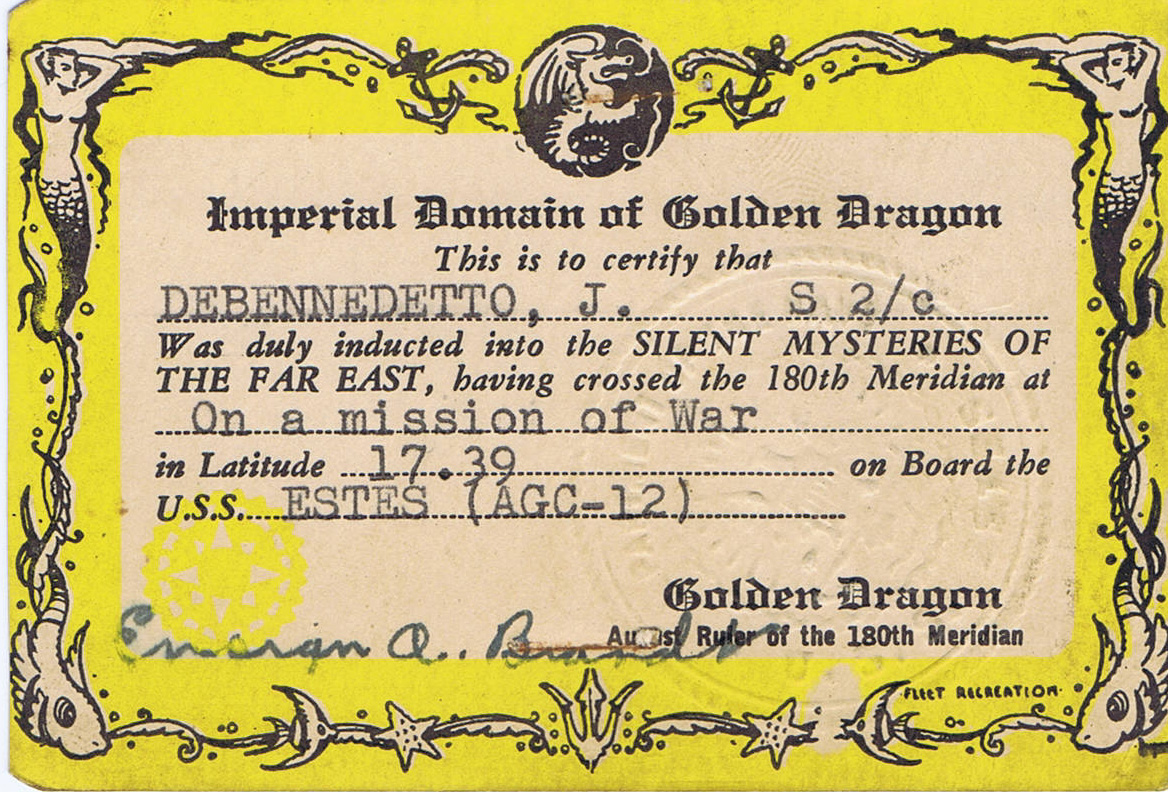 Imperial Domain of Golden Dragon
This is to certify that
DEBENNEDETTO, J. S 2/c
Was duly inducted into the SILENT MYSTERIES OF
THE FAR EAST, having crossed the 180th Meridian at
On a mission of War
in Latitude 17.39 on Board the
U.S.S. ESTES (AGC-12)
Golden Dragon
August Ruler of the 180th Meridian
FLEET RECREATION